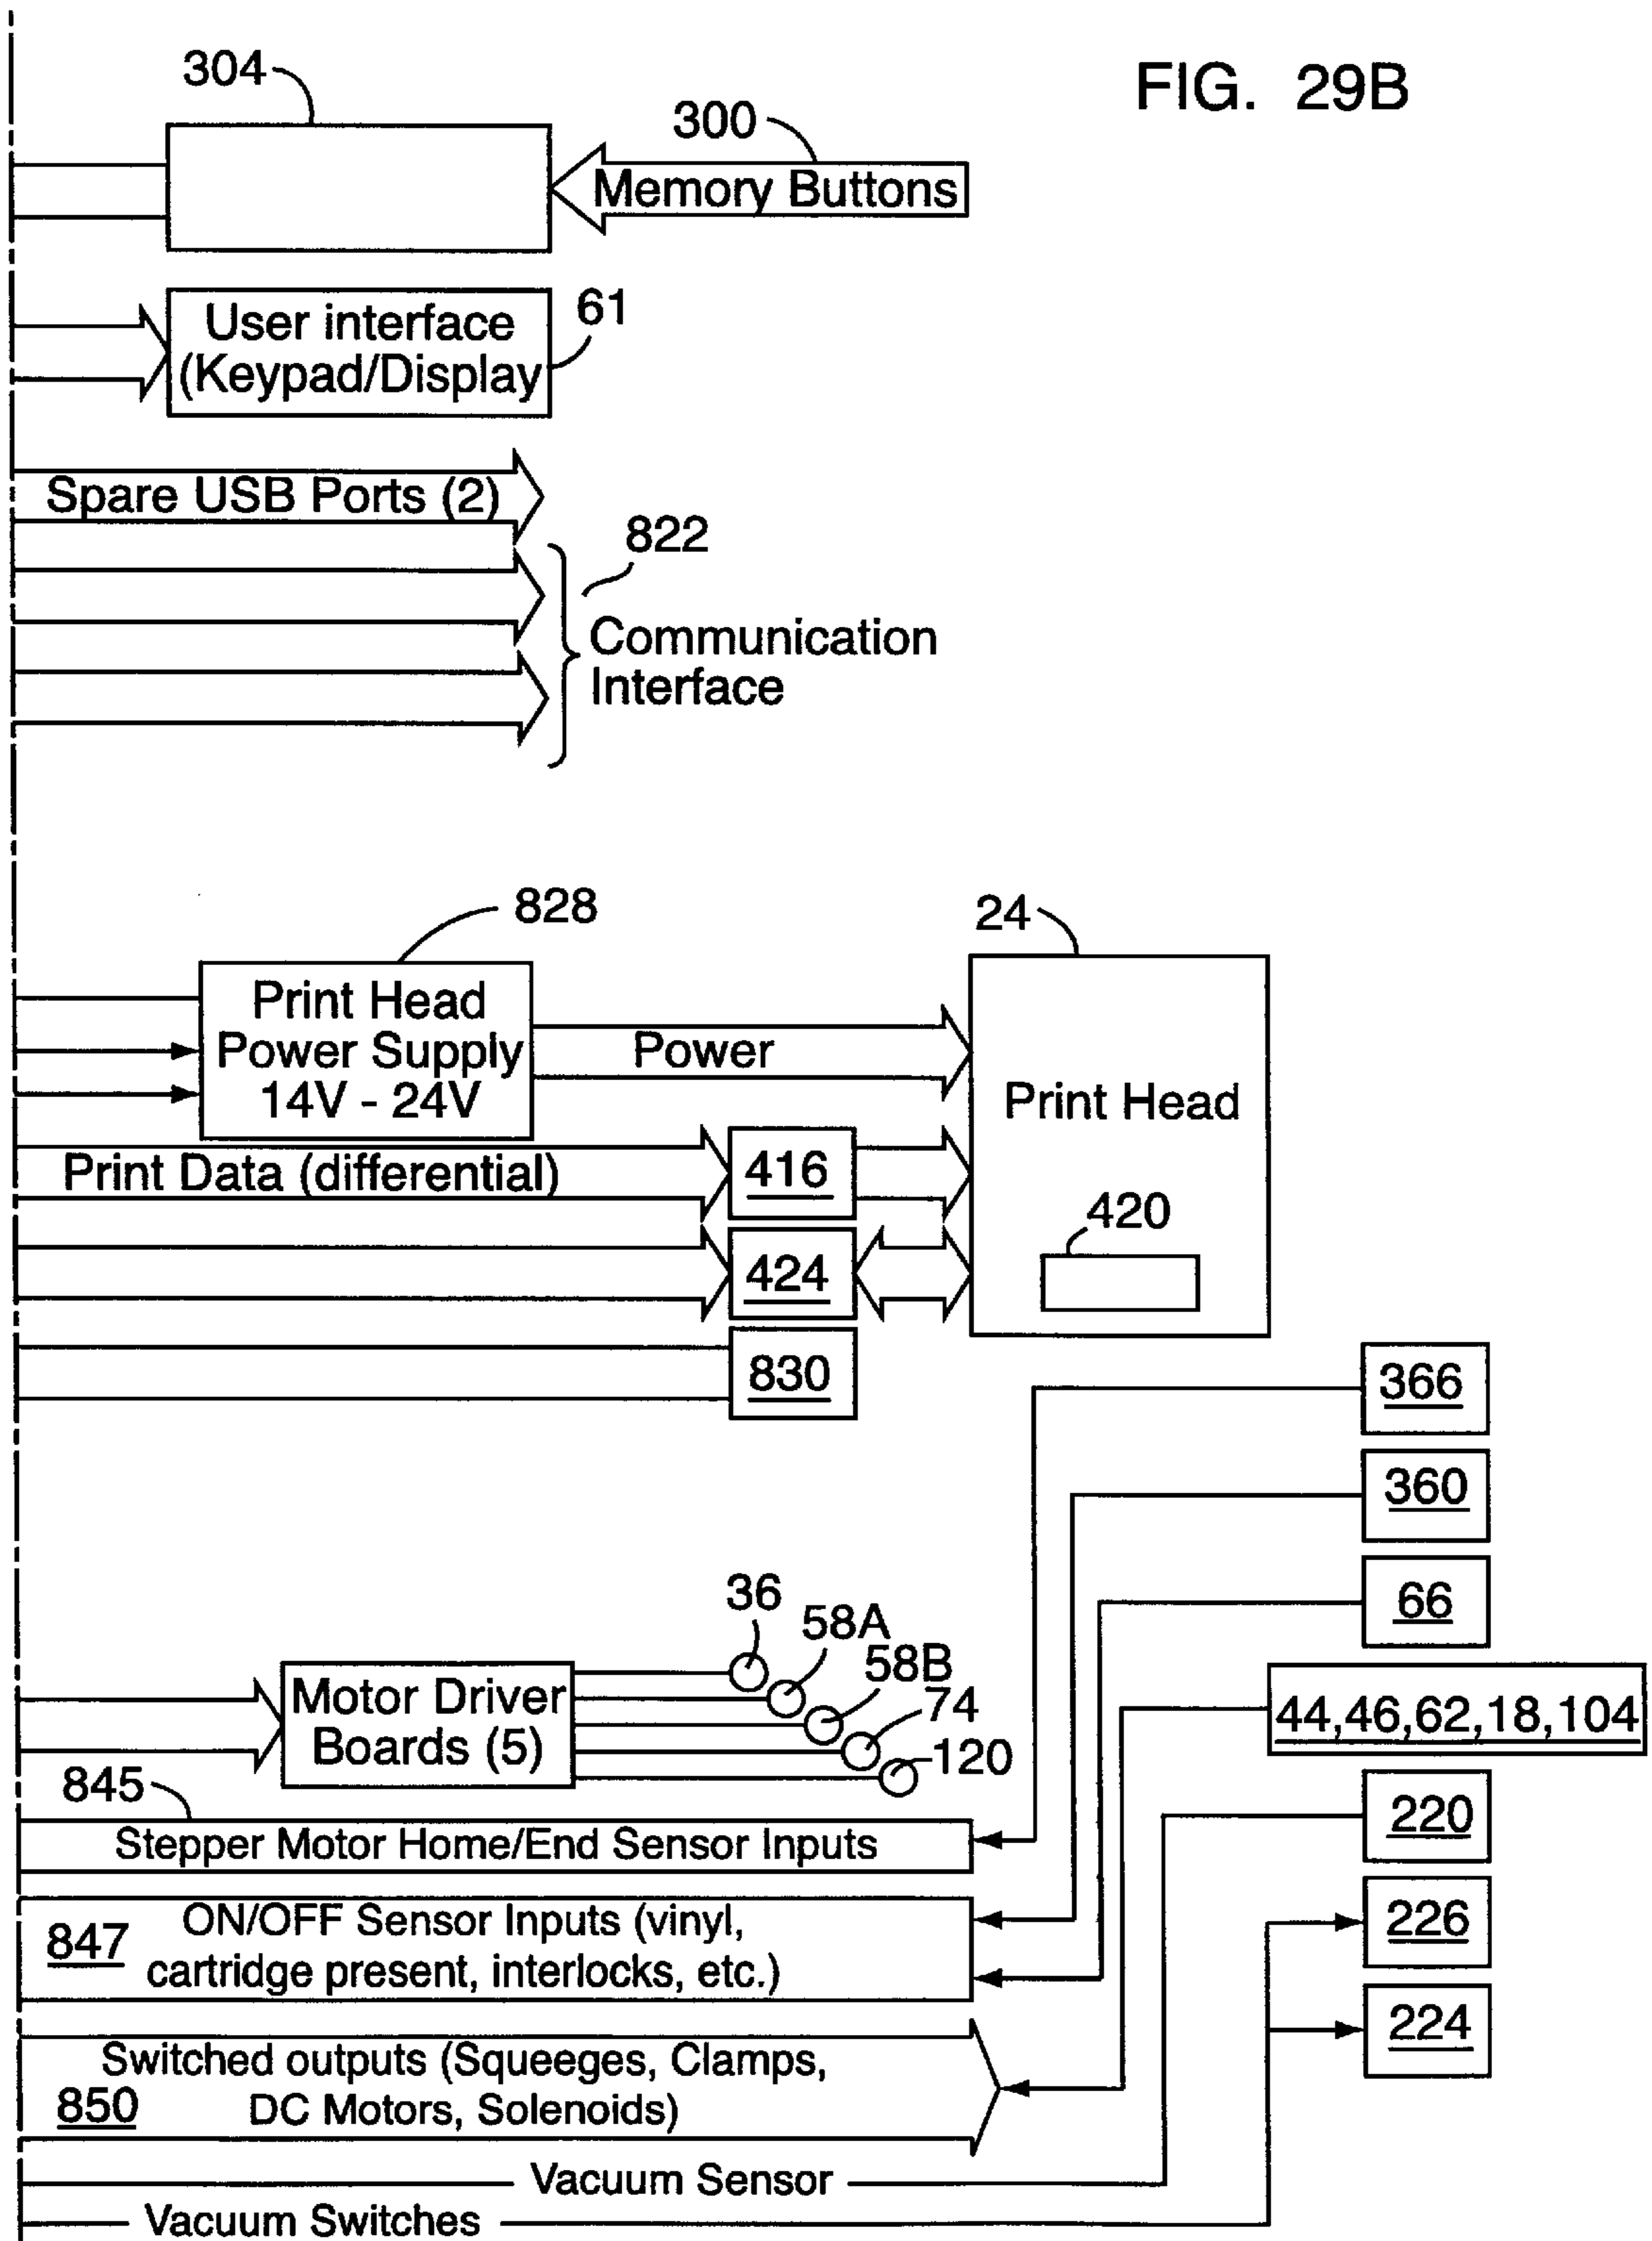 FIG. 29B
304
300
Memory Buttons
User interface
(Keypad/Display
61
Spare USB Ports (2)
822
Communication
Interface
828
24
Print Head
Power Supply
14V - 24V
Power
Print Head
Print Data (differential)
416
420
424
830
366
360
66
36
58A
58B
74
120
Motor Driver
Boards (5)
44,46,62,18,104
845
Stepper Motor Home/End Sensor Inputs
220
847
ON/OFF Sensor Inputs (vinyl,
cartridge present, interlocks, etc.)
226
224
Switched outputs (Squeeges, Clamps,
DC Motors, Solenoids)
850
Vacuum Sensor
Vacuum Switches